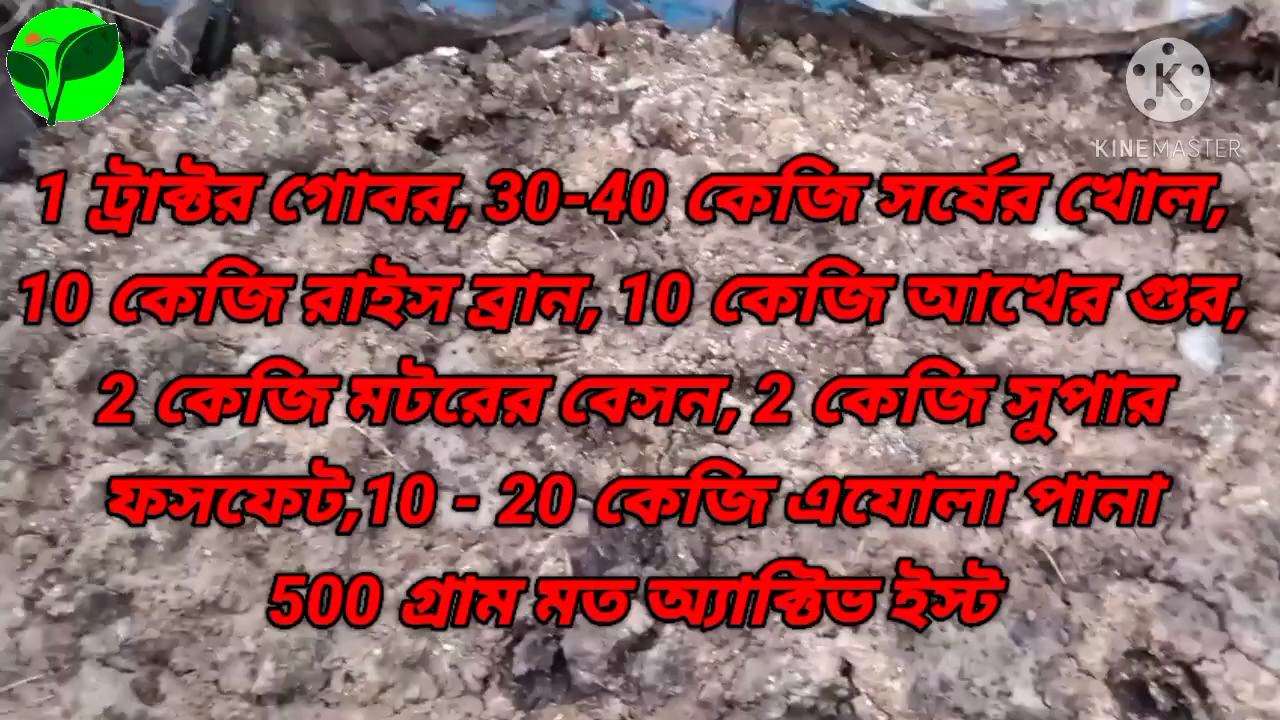 KINEMASTER
1 ট্রাক্টর গোবর, 30-40 কেজি সর্ষের খোল,
10 কেজি রাইস ব্রান, 10 কেজি আখের গুর,
2 কেজি মটরের বেসন, 2 কেজি সুপার
ফসফেট,10 - 20 কেজি এযোলা পানা
500 গ্রাম মত অ্যাক্টিভ ইস্ট